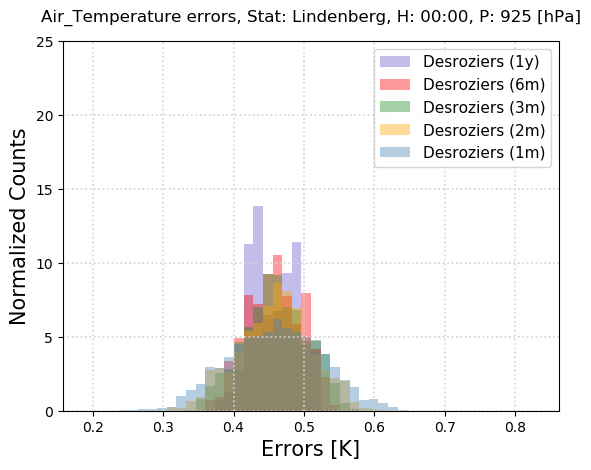 Air_Temperature errors, Stat: Lindenberg, H: 00:00, P: 925 [hPa]
25
20
15
10
5
0
Normalized Counts
Desroziers (1y)
Desroziers (6m)
Desroziers (3m)
Desroziers (2m)
Desroziers (1m)
0.2 0.3 0.4 0.5 0.6 0.7 0.8
Errors [K]